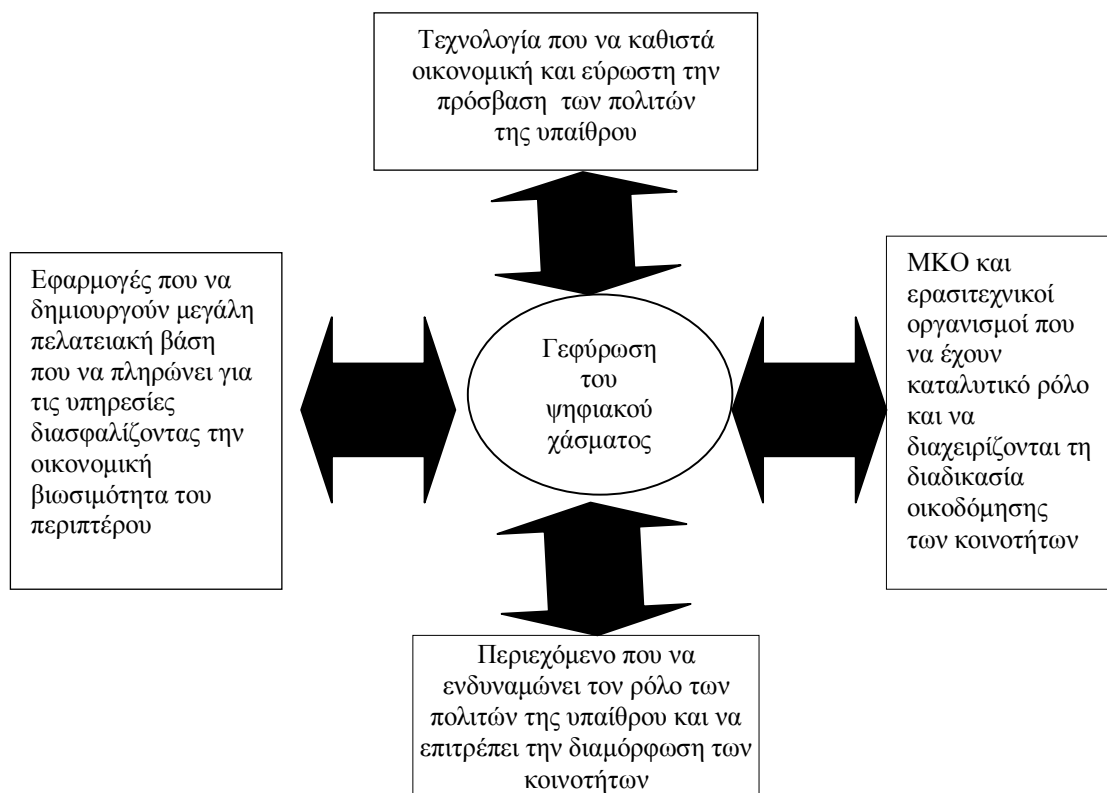 Τεχνολογία που να καθιστά
οικονομική και εύρωστη την
πρόσβαση των πολιτών
της υπαίθρου
Εφαρμογές που να
δημιουργούν μεγάλη
πελατειακή βάση
που να πληρώνει για
τις υπηρεσίες
διασφαλίζοντας την
οικονομική
βιωσιμότητα του
περιπτέρου
Γεφύρωση
του
ψηφιακού
χάσματος
ΜΚΟ και
ερασιτεχνικοί
οργανισμοί που
να έχουν
καταλυτικό ρόλο
και να
διαχειρίζονται τη
διαδικασία
οικοδόμησης
των κοινοτήτων
Περιεχόμενο που να
ενδυναμώνει τον ρόλο των
πολιτών της υπαίθρου και να
επιτρέπει την διαμόρφωση των
κοινοτήτων